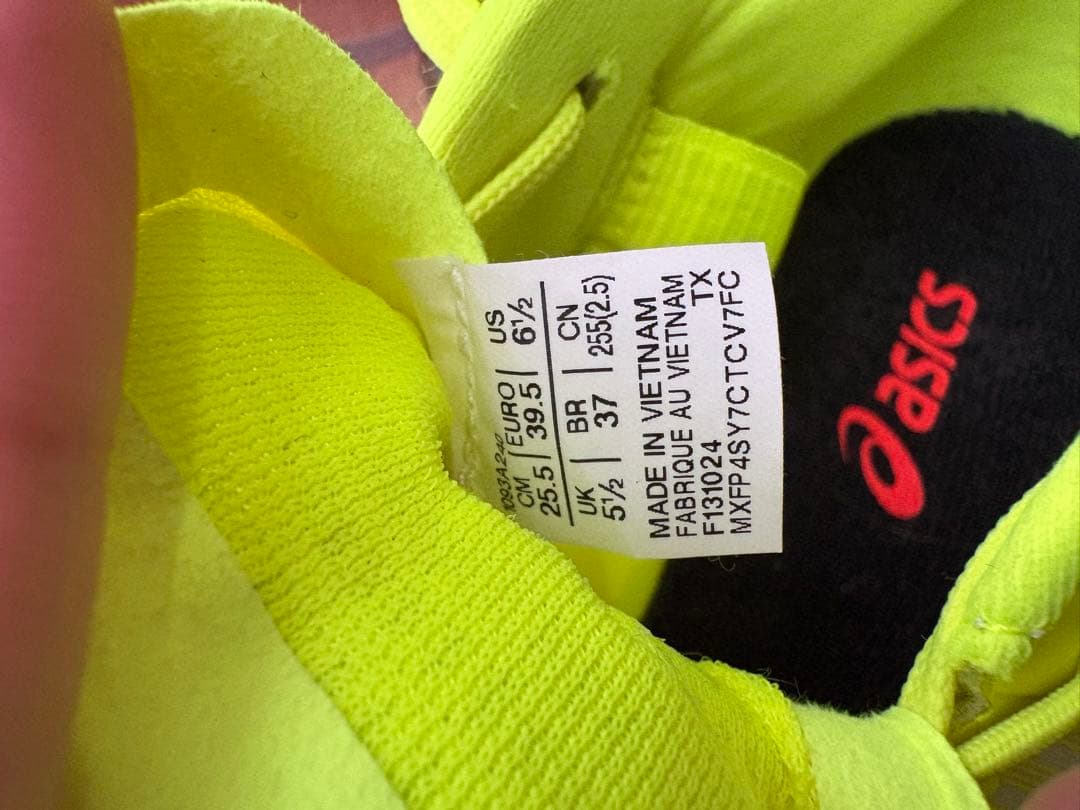 1093A240
CM | EURO | US
25.5 | 39.5 | 6½
UK | BR | CN
5½ | 37 | 255(2.5)
MADE IN VIETNAM
FABRIQUE AU VIETNAM
F131024 TX
MXFP4SY7CTCV7FC
asics